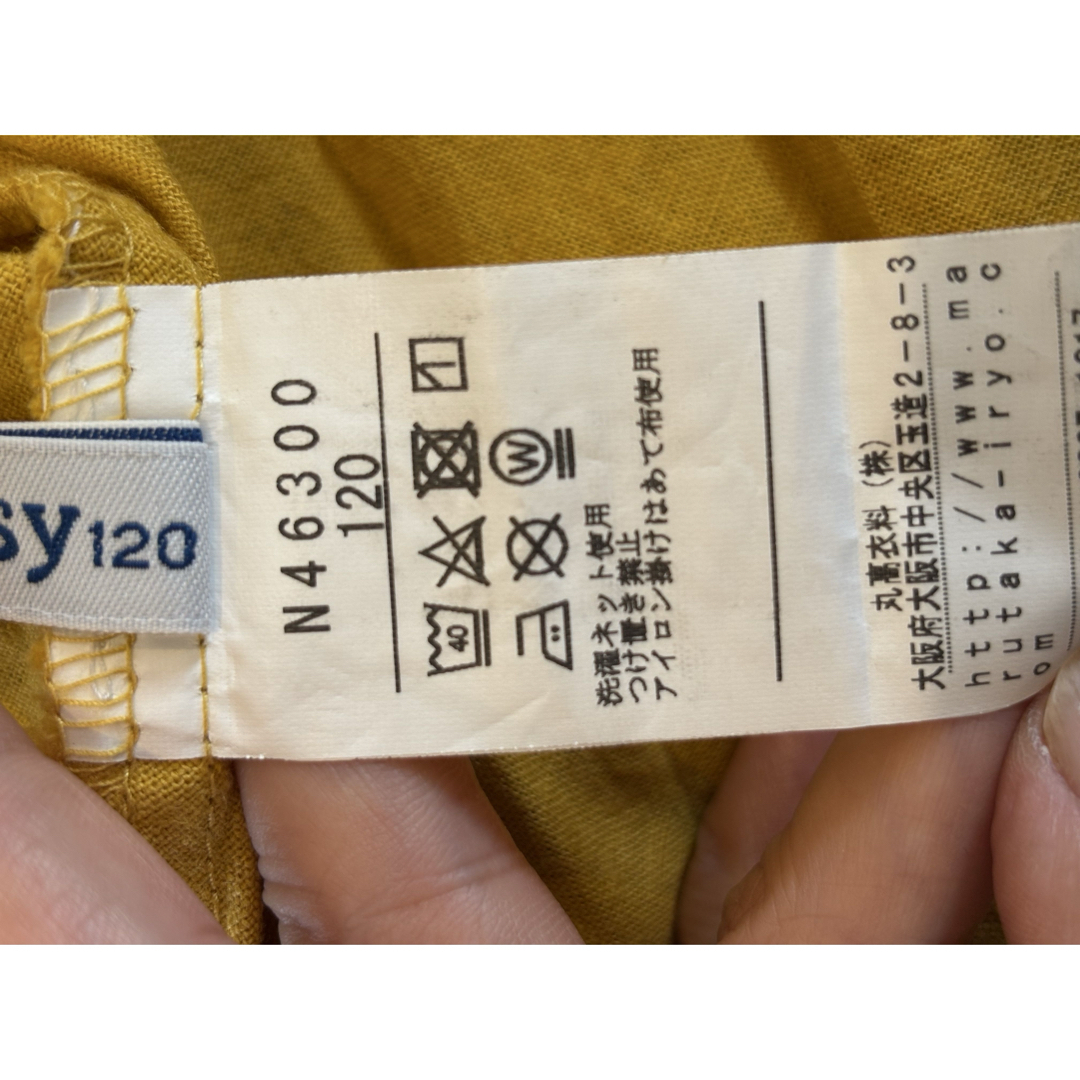 sy120
N46300
120
40
W
洗濯ネット使用
つけ置き禁止
アイロン掛けはあて布使用
丸高衣料(株)
大阪府大阪市中央区玉造2-8-3
http://www.ma
rutaka-iryo.c
om